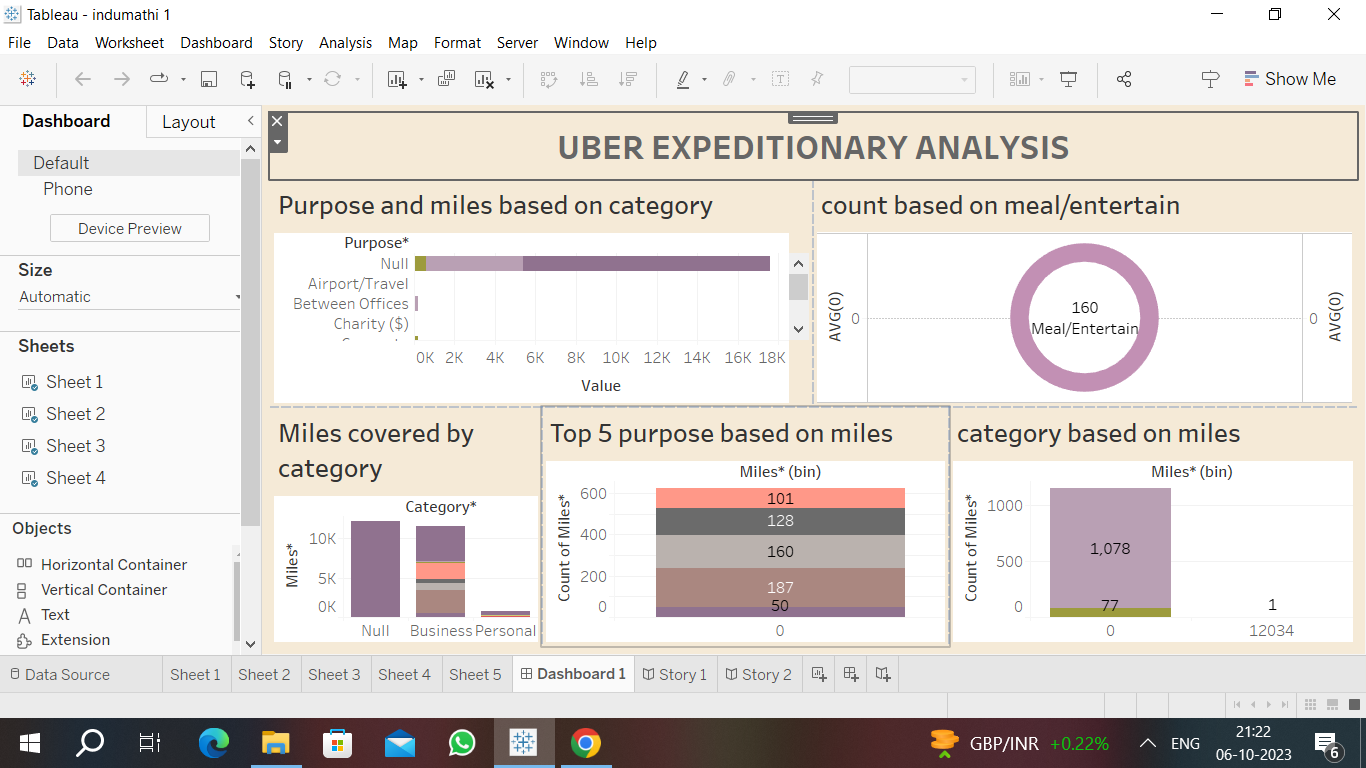 Tableau - indumathi 1
File Data Worksheet Dashboard Story Analysis Map Format Server Window Help
Show Me
Dashboard Layout
Default
Phone
Device Preview
Size
Automatic
Sheets
Sheet 1
Sheet 2
Sheet 3
Sheet 4
Objects
Horizontal Container
Vertical Container
Text
Extension
UBER EXPEDITIONARY ANALYSIS
Purpose and miles based on category
Purpose*
Null
Airport/Travel
Between Offices
Charity ($)
0K 2K 4K 6K 8K 10K 12K 14K 16K 18K
Value
count based on meal/entertain
AVG(0)
0
160
Meal/Entertain
0
AVG(0)
Miles covered by
category
Category*
Miles*
10K
5K
0K
Null Business Personal
Top 5 purpose based on miles
Miles* (bin)
Count of Miles*
600
400
200
0
101
128
160
187
50
0
category based on miles
Miles* (bin)
Count of Miles*
1000
500
0
1,078
77
1
0 12034
Data Source Sheet 1 Sheet 2 Sheet 3 Sheet 4 Sheet 5 Dashboard 1 Story 1 Story 2
GBP/INR +0.22% ENG 21:22
06-10-2023
6